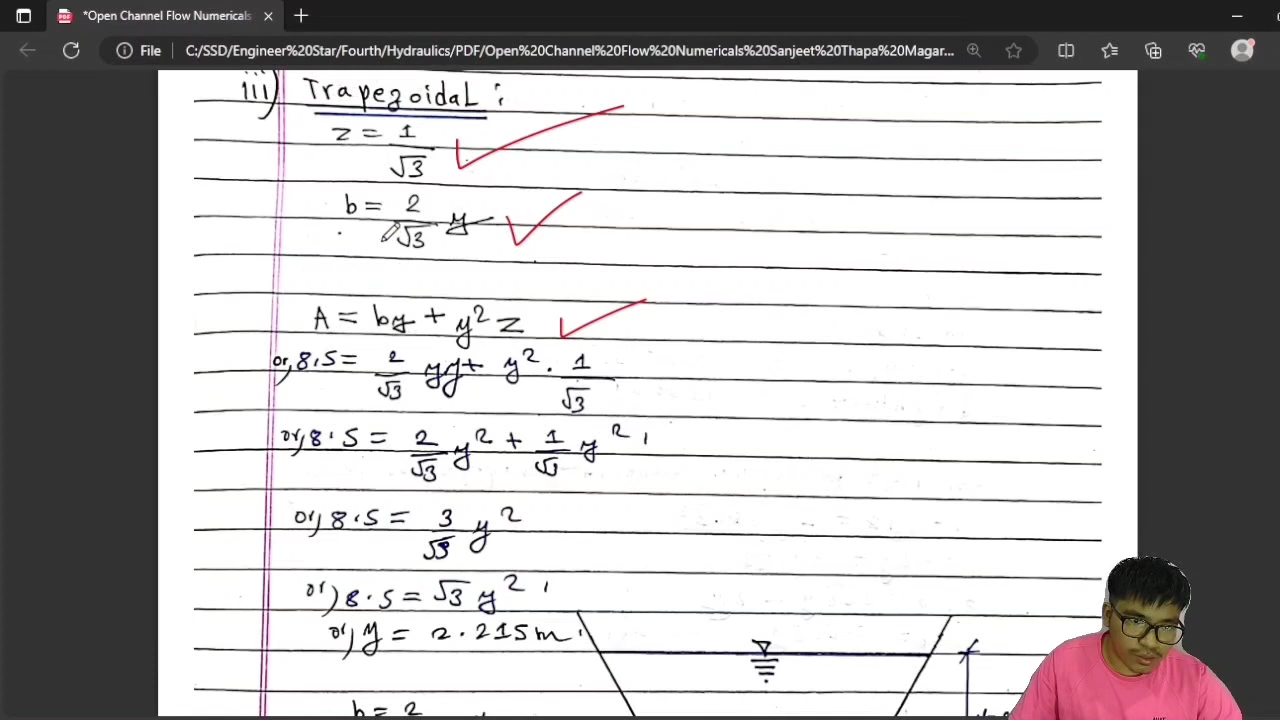 *Open Channel Flow Numericals
File C:/SSD/Engineer%20Star/Fourth/Hydraulics/PDF/Open%20Channel%20Flow%20Numericals%20Sanjeet%20Thapa%20Magar...
iii) Trapezoidal:
z = 1/√3
b = 2/√3 y
A = by + y² z
or, 8.5 = 2/√3 y y + y² . 1/√3
or, 8.5 = 2/√3 y² + 1/√3 y²
or, 8.5 = 3/√3 y²
or, 8.5 = √3 y²
or, y = 2.215 m.
b = 2